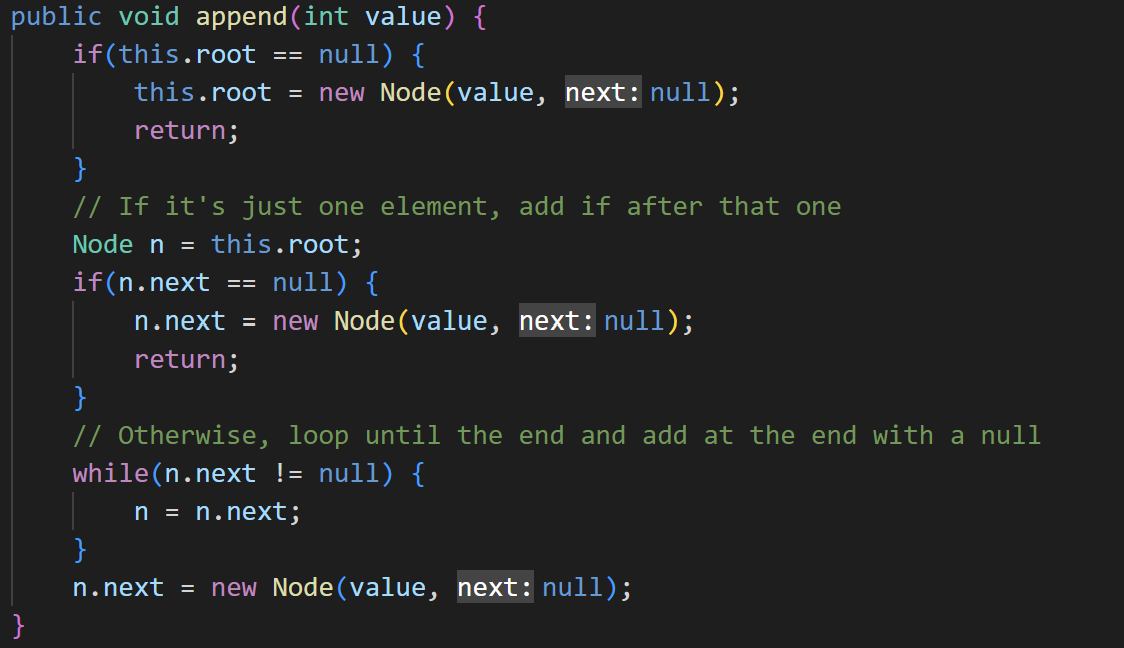 public void append(int value) {
if(this.root == null) {
this.root = new Node(value, next: null);
return;
}
// If it's just one element, add if after that one
Node n = this.root;
if(n.next == null) {
n.next = new Node(value, next: null);
return;
}
// Otherwise, loop until the end and add at the end with a null
while(n.next != null) {
n = n.next;
}
n.next = new Node(value, next: null);
}